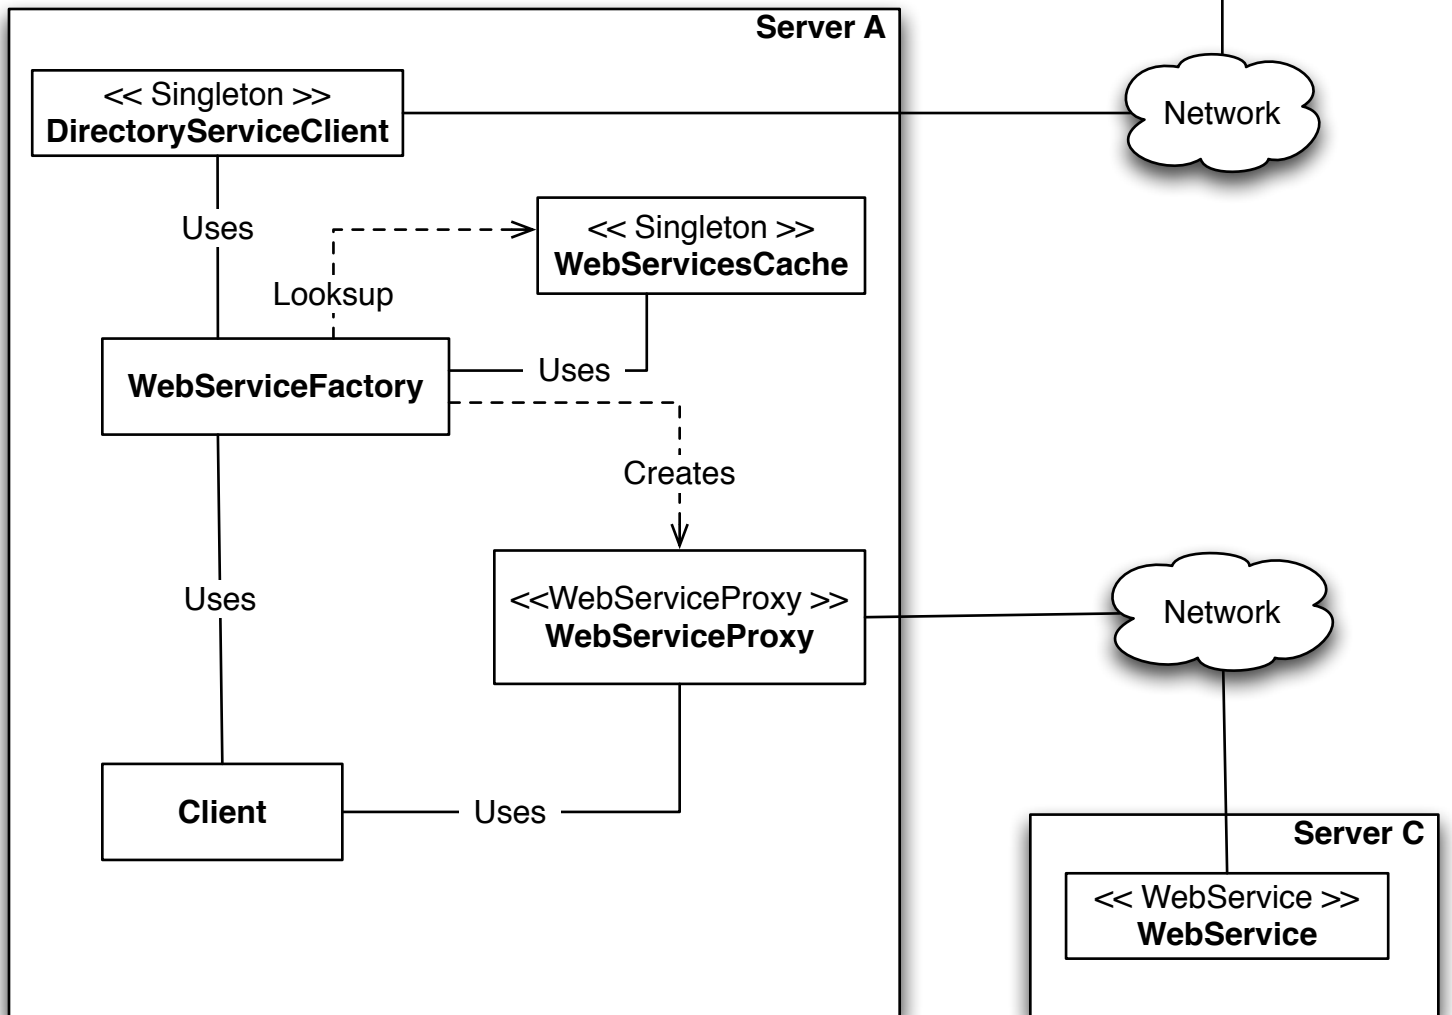 Server A
<< Singleton >>
DirectoryServiceClient
Network
Uses
<< Singleton >>
WebServicesCache
Looksup
Uses
WebServiceFactory
Creates
<<WebServiceProxy >>
WebServiceProxy
Network
Uses
Client
Uses
Server C
<< WebService >>
WebService